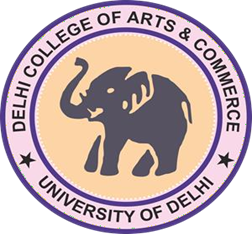 DELHI COLLEGE OF ARTS & COMMERCE
UNIVERSITY OF DELHI